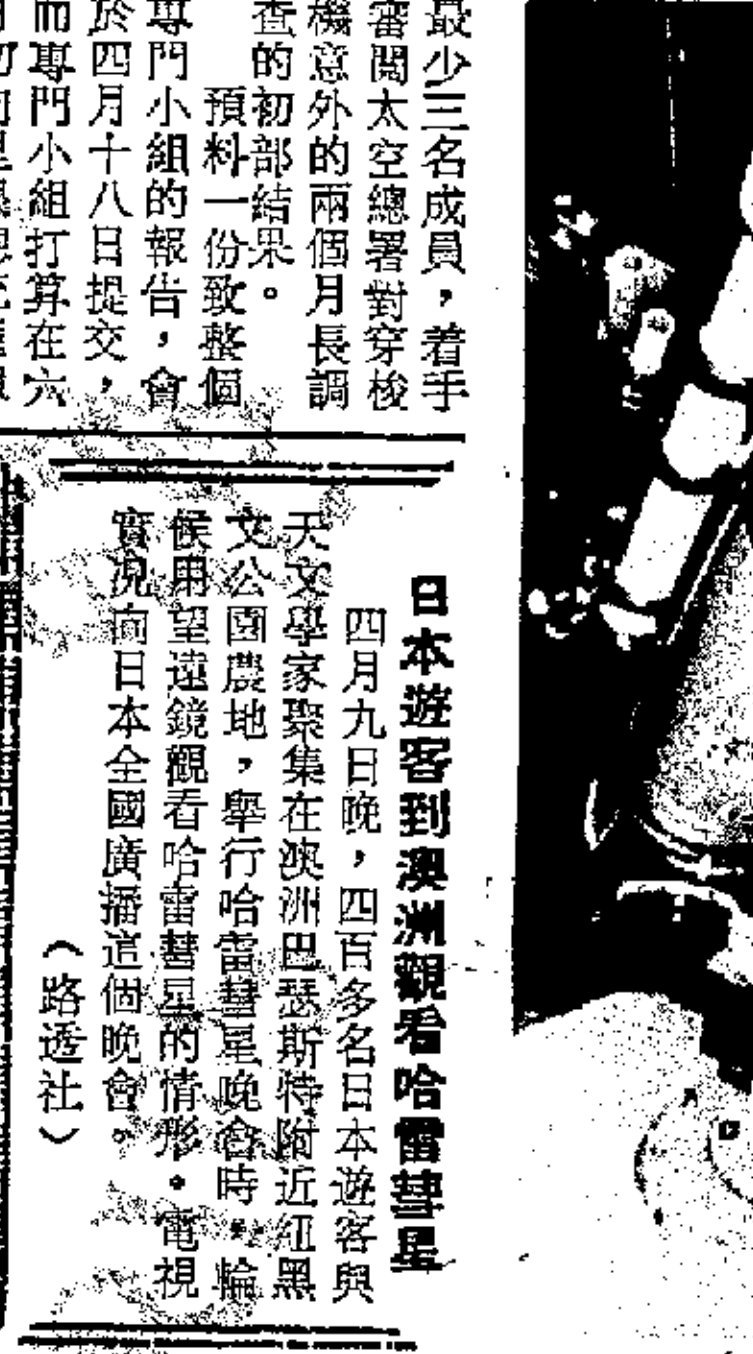 最少三名成員，着手
審閱太空總署對穿梭
機意外的兩個月長調
查的初部結果。
預料一份致整個
專門小組的報告，會
於四月十八日提交，
而專門小組打算在六
日本遊客到澳洲觀看哈雷彗星
四月九日晚，四百多名日本遊客與
天文學家聚集在澳洲巴瑟斯特附近紐黑
文公園農地，舉行哈雷彗星晚會時，輪
候用望遠鏡觀看哈雷彗星的情形。電視
實況向日本全國廣播這個晚會。
（路透社）